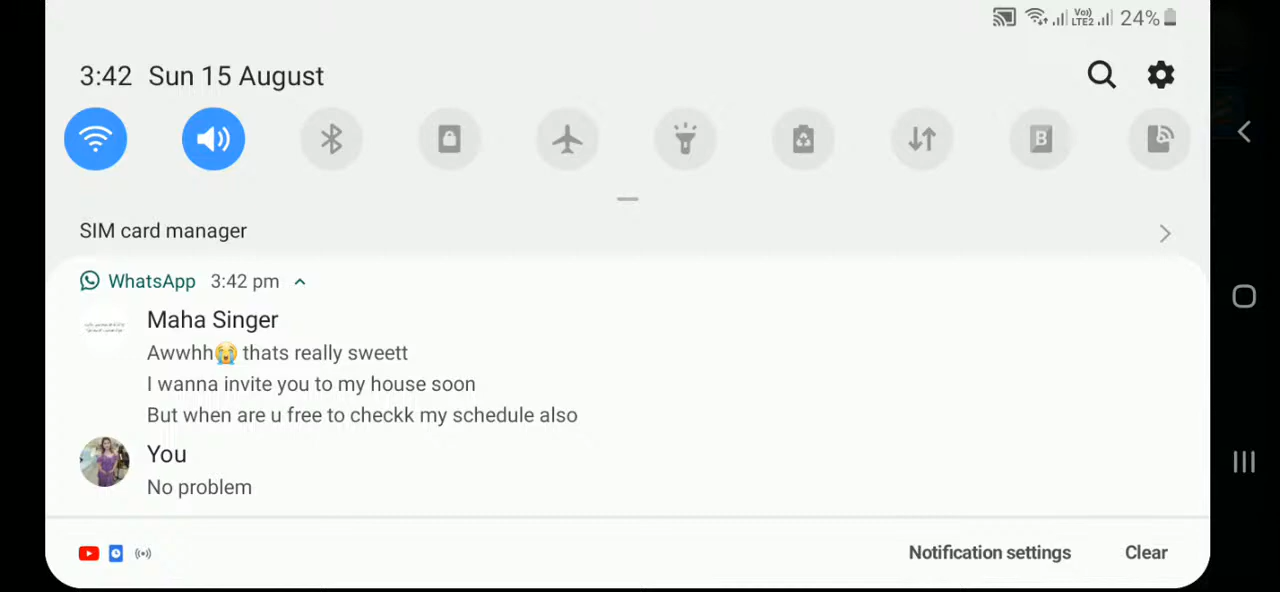 Vo))
LTE2
24%
3:42 Sun 15 August
B
SIM card manager
WhatsApp 3:42 pm
Maha Singer
Awwhh😭 thats really sweett
I wanna invite you to my house soon
But when are u free to checkk my schedule also
You
No problem
Notification settings Clear